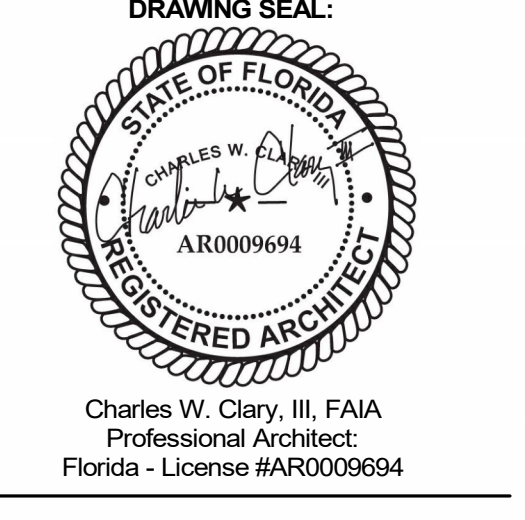 DRAWING SEAL:
STATE OF FLORIDA
CHARLES W. CLARY, III
AR0009694
REGISTERED ARCHITECT
Charles W. Clary, III, FAIA
Professional Architect:
Florida - License #AR0009694